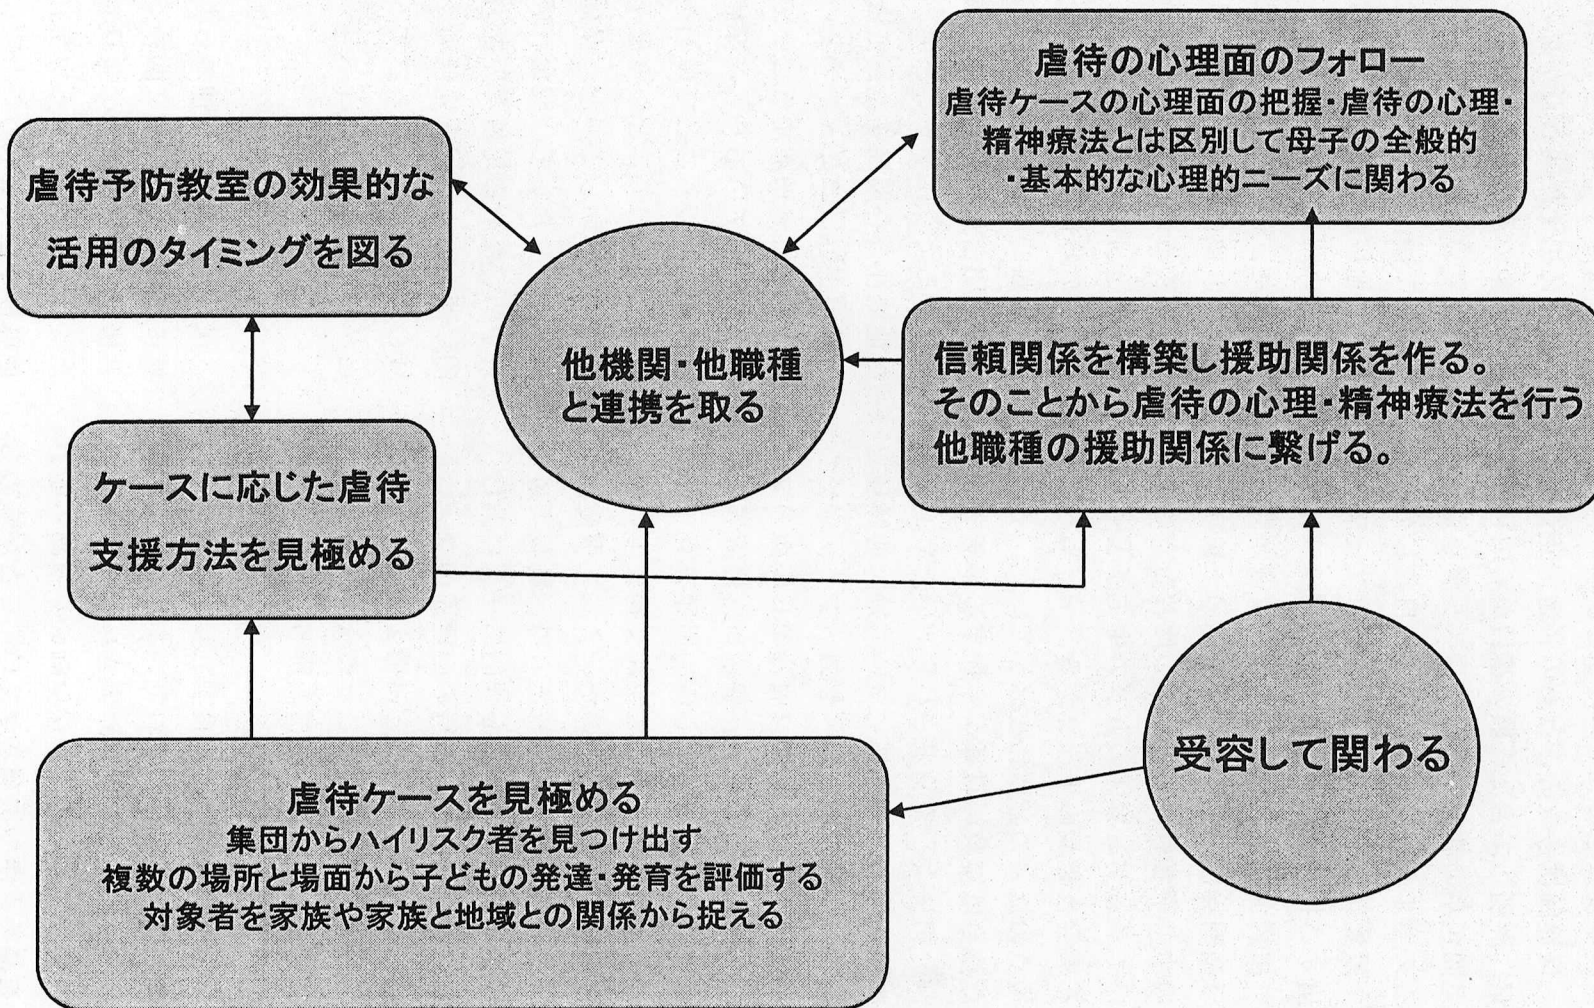 虐待の心理面のフォロー
虐待ケースの心理面の把握・虐待の心理・
精神療法とは区別して母子の全般的
・基本的な心理的ニーズに関わる
虐待予防教室の効果的な
活用のタイミングを図る
他機関・他職種
と連携を取る
信頼関係を構築し援助関係を作る。
そのことから虐待の心理・精神療法を行う
他職種の援助関係に繋げる。
ケースに応じた虐待
支援方法を見極める
受容して関わる
虐待ケースを見極める
集団からハイリスク者を見つけ出す
複数の場所と場面から子どもの発達・発育を評価する
対象者を家族や家族と地域との関係から捉える